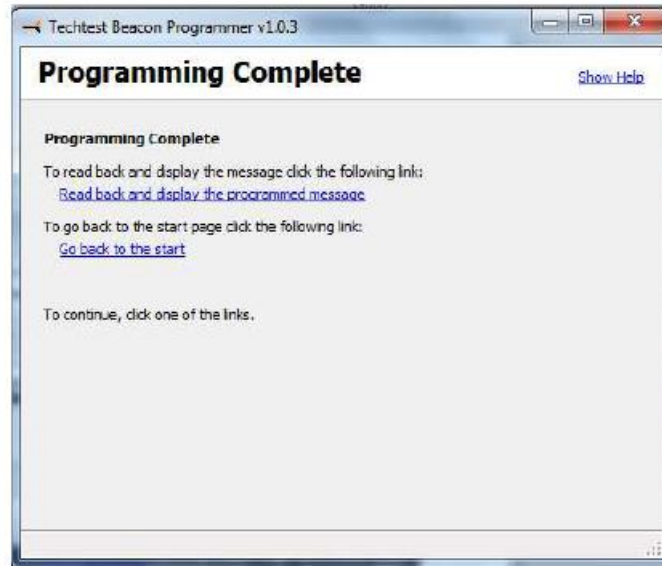 Techtest Beacon Programmer v1.0.3
Programming Complete
Show Help
Programming Complete
To read back and display the message click the following link:
Read back and display the programmed message
To go back to the start page click the following link:
Go back to the start
To continue, click one of the links.